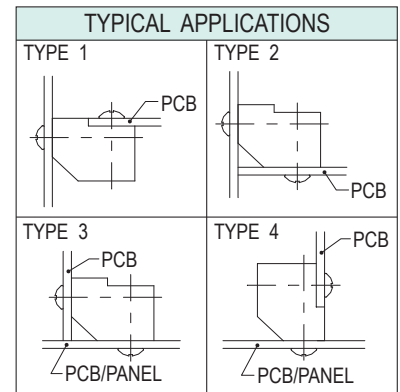 TYPICAL APPLICATIONS
TYPE 1
PCB
TYPE 2
PCB
TYPE 3
PCB
PCB/PANEL
TYPE 4
PCB
PCB/PANEL